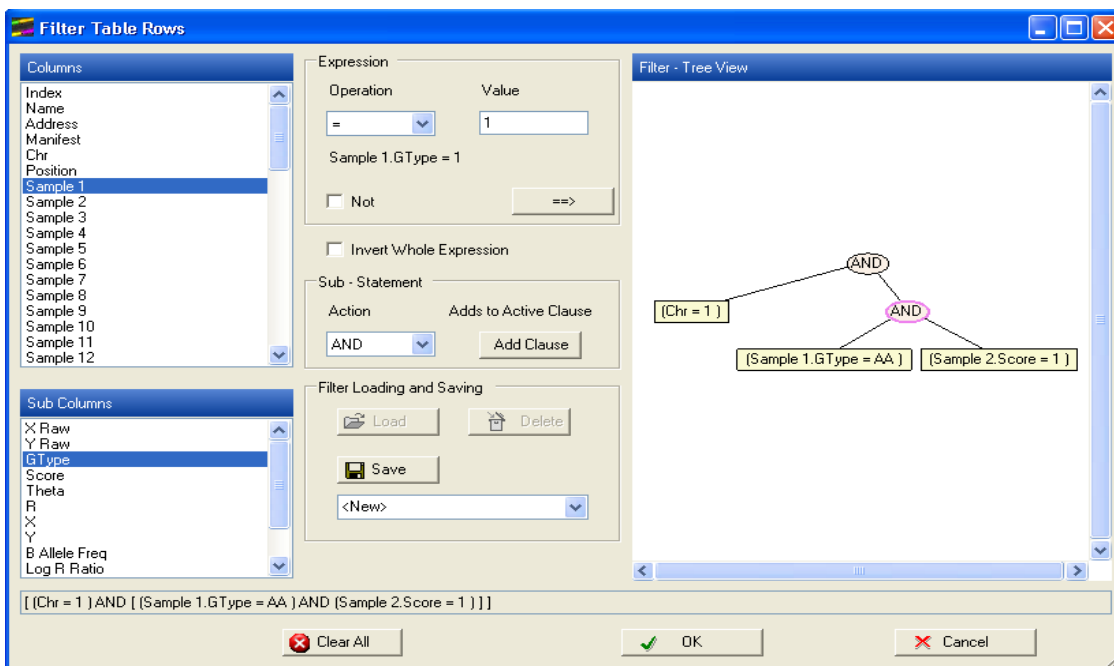 Filter Table Rows
Columns
Index
Name
Address
Manifest
Chr
Position
Sample 1
Sample 2
Sample 3
Sample 4
Sample 5
Sample 6
Sample 7
Sample 8
Sample 9
Sample 10
Sample 11
Sample 12
Sub Columns
X Raw
Y Raw
GType
Score
Theta
R
X
Y
B Allele Freq
Log R Ratio
Expression
Operation Value
= 1
Sample 1.GType = 1
Not ==>
Invert Whole Expression
Sub - Statement
Action Adds to Active Clause
AND Add Clause
Filter Loading and Saving
Load Delete
Save
<New>
Filter - Tree View
AND
(Chr = 1 ) AND
(Sample 1.GType = AA ) (Sample 2.Score = 1 )
[ (Chr = 1 ) AND [ (Sample 1.GType = AA ) AND (Sample 2.Score = 1 ) ] ]
Clear All OK Cancel